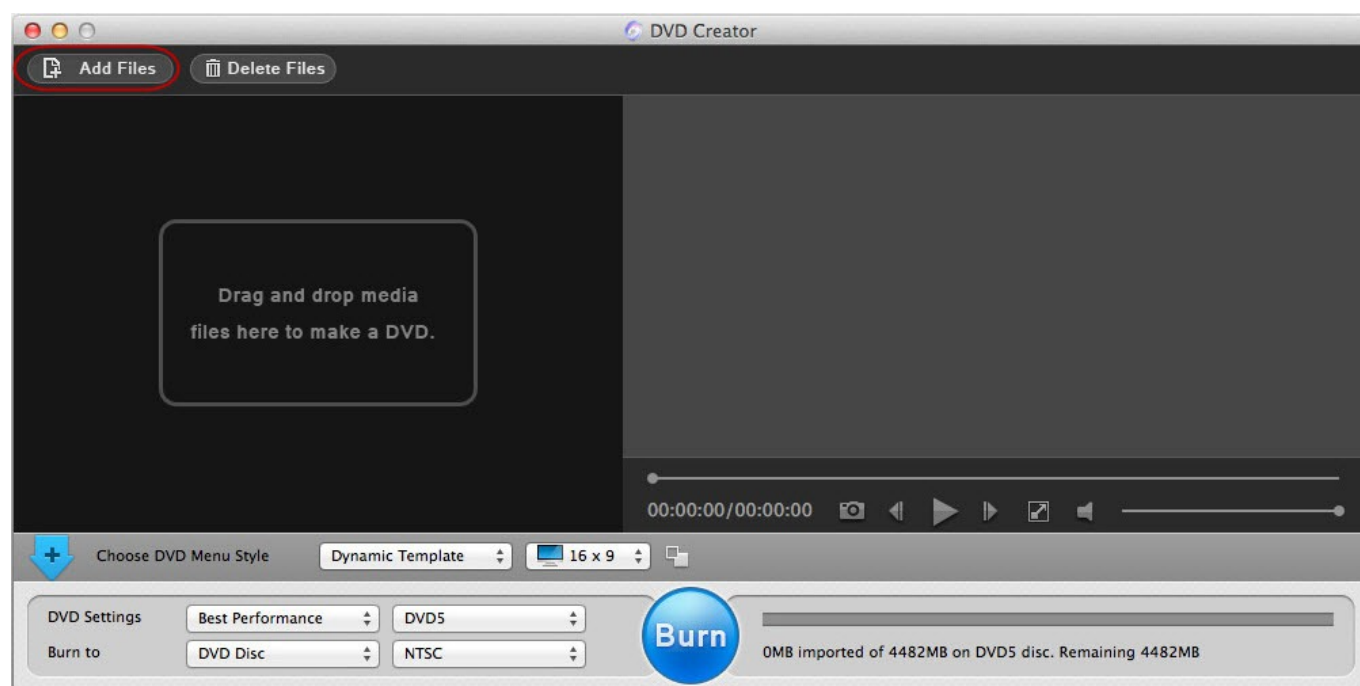 DVD Creator
Add Files
Delete Files
Drag and drop media
files here to make a DVD.
00:00:00/00:00:00
Choose DVD Menu Style
Dynamic Template
16 x 9
DVD Settings
Best Performance
DVD5
Burn to
DVD Disc
NTSC
Burn
0MB imported of 4482MB on DVD5 disc. Remaining 4482MB